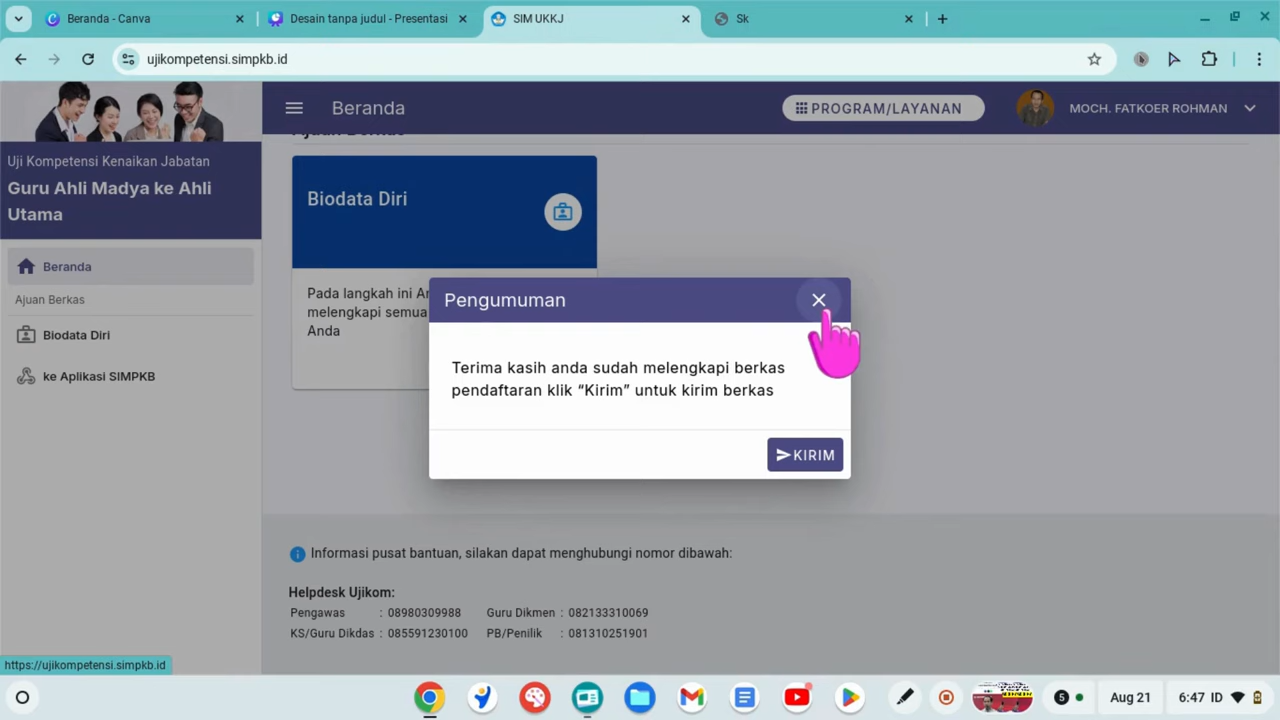 Beranda - Canva
Desain tanpa judul - Presentasi
SIM UKKJ
Sk
ujikompetensi.simpkb.id
Beranda
PROGRAM/LAYANAN
MOCH. FATKOER ROHMAN
Uji Kompetensi Kenaikan Jabatan
Guru Ahli Madya ke Ahli
Utama
Beranda
Ajuan Berkas
Biodata Diri
ke Aplikasi SIMPKB
Ajuan Berkas
Biodata Diri
Pada langkah ini An
melengkapi semua
Anda
Pengumuman
Terima kasih anda sudah melengkapi berkas
pendaftaran klik “Kirim” untuk kirim berkas
KIRIM
Informasi pusat bantuan, silakan dapat menghubungi nomor dibawah:
Helpdesk Ujikom:
Pengawas : 08980309988 Guru Dikmen : 082133310069
KS/Guru Dikdas : 085591230100 PB/Penilik : 081310251901
https://ujikompetensi.simpkb.id
5
Aug 21
6:47 ID